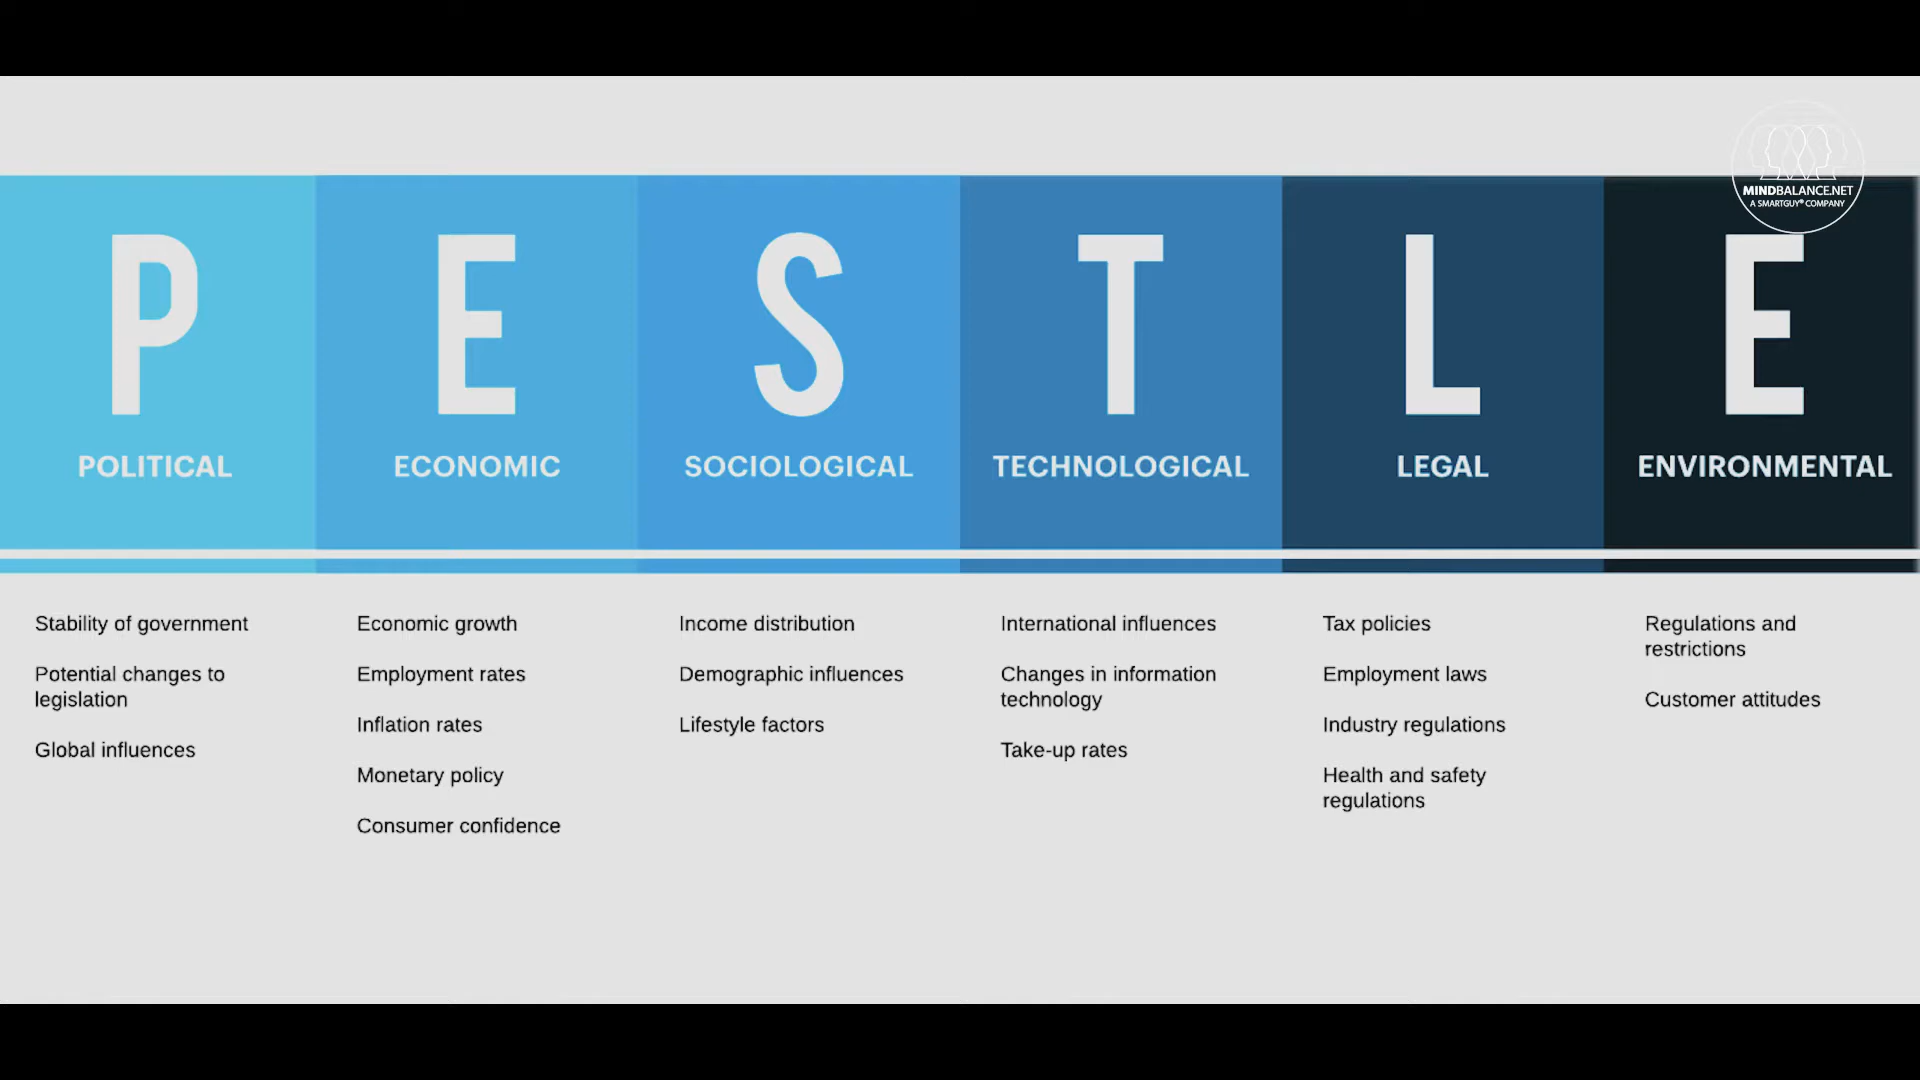 MINDBALANCE.NET
A SMARTGUY® COMPANY
P
POLITICAL
Stability of government
Potential changes to
legislation
Global influences
E
ECONOMIC
Economic growth
Employment rates
Inflation rates
Monetary policy
Consumer confidence
S
SOCIOLOGICAL
Income distribution
Demographic influences
Lifestyle factors
T
TECHNOLOGICAL
International influences
Changes in information
technology
Take-up rates
L
LEGAL
Tax policies
Employment laws
Industry regulations
Health and safety
regulations
E
ENVIRONMENTAL
Regulations and
restrictions
Customer attitudes